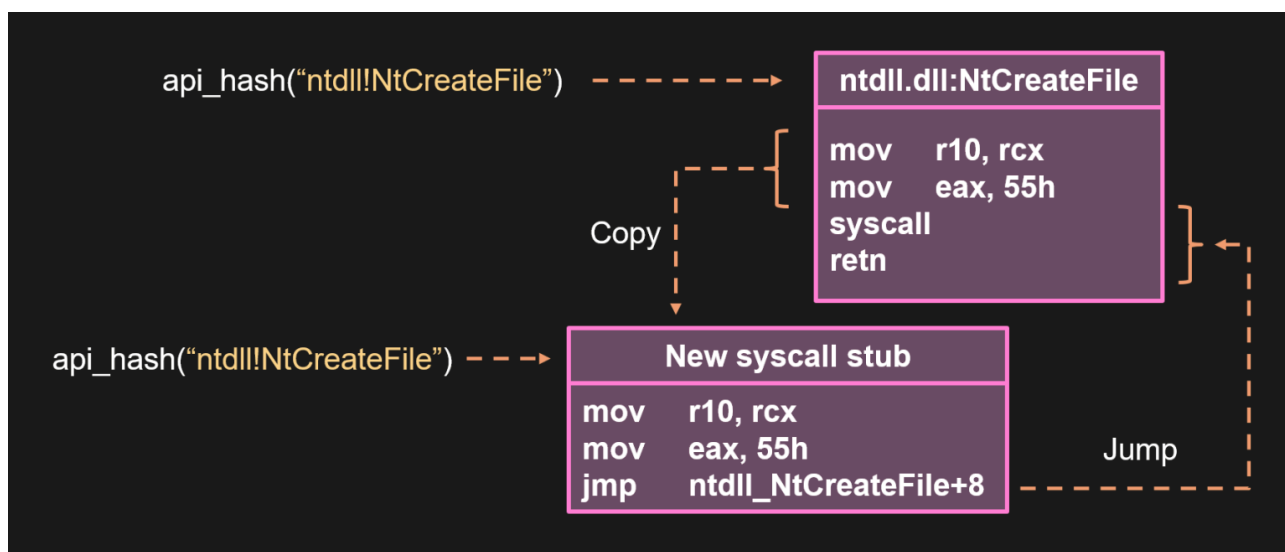 api_hash(“ntdll!NtCreateFile”)
ntdll.dll:NtCreateFile
mov r10, rcx
mov eax, 55h
syscall
retn
Copy
api_hash(“ntdll!NtCreateFile”)
New syscall stub
mov r10, rcx
mov eax, 55h
jmp ntdll_NtCreateFile+8
Jump